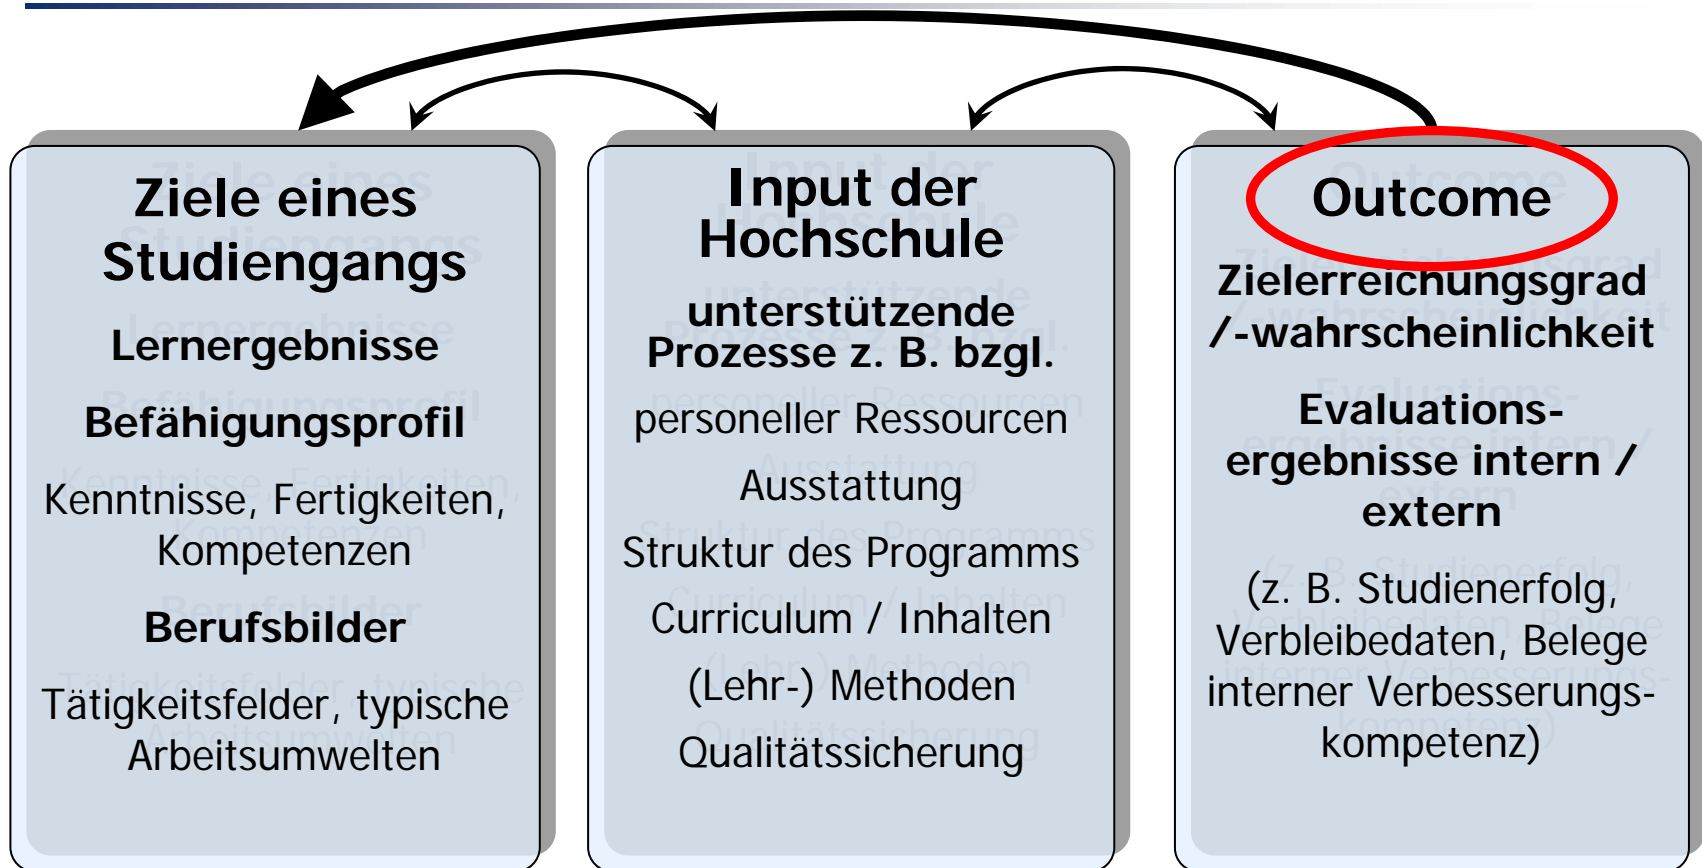 Ziele eines
Studiengangs
Lernergebnisse
Befähigungsprofil
Kenntnisse, Fertigkeiten,
Kompetenzen
Berufsbilder
Tätigkeitsfelder, typische
Arbeitsumwelten
Input der
Hochschule
unterstützende
Prozesse z. B. bzgl.
personeller Ressourcen
Ausstattung
Struktur des Programms
Curriculum / Inhalten
(Lehr-) Methoden
Qualitätssicherung
Outcome
Zielerreichungsgrad
/-wahrscheinlichkeit
Evaluations-
ergebnisse intern /
extern
(z. B. Studienerfolg,
Verbleibedaten, Belege
interner Verbesserungs-
kompetenz)